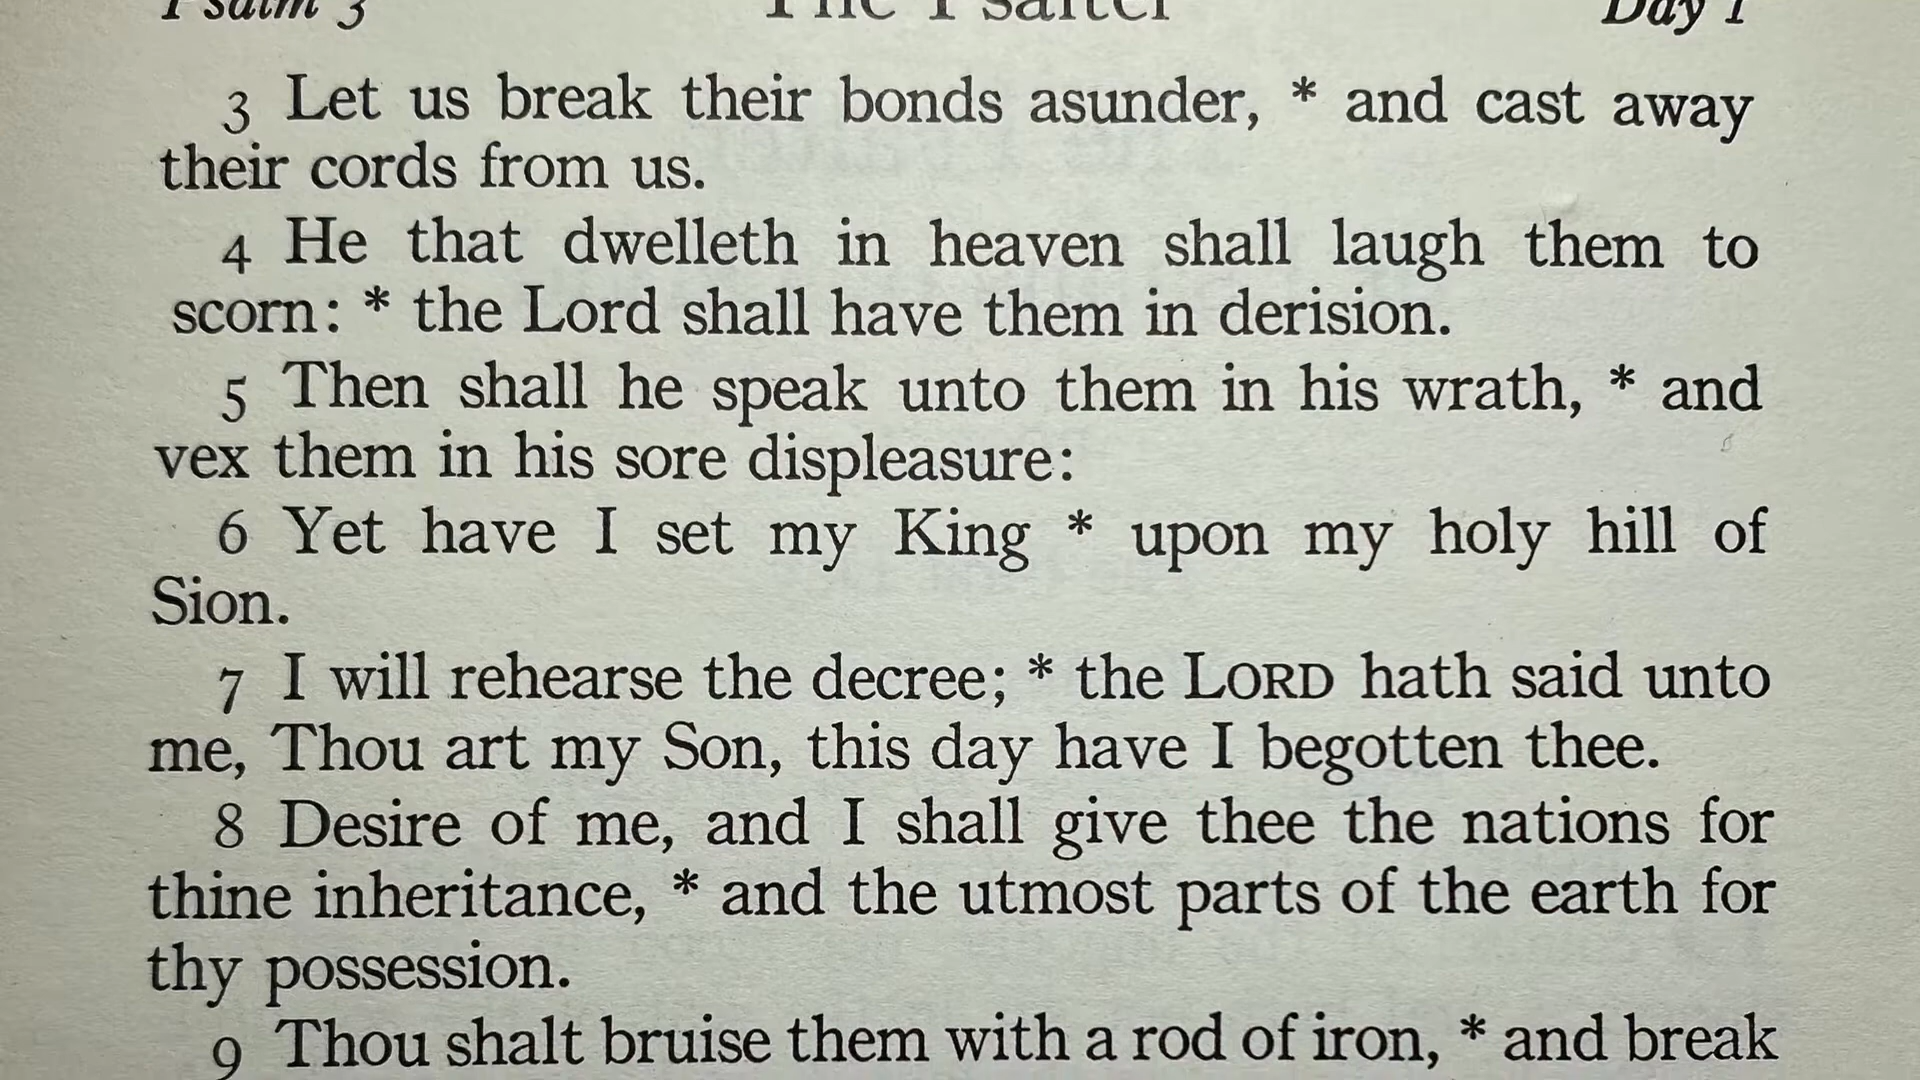 Psalm 3 The Psalter Day 1
3 Let us break their bonds asunder, * and cast away
their cords from us.
4 He that dwelleth in heaven shall laugh them to
scorn: * the Lord shall have them in derision.
5 Then shall he speak unto them in his wrath, * and
vex them in his sore displeasure:
6 Yet have I set my King * upon my holy hill of
Sion.
7 I will rehearse the decree; * the LORD hath said unto
me, Thou art my Son, this day have I begotten thee.
8 Desire of me, and I shall give thee the nations for
thine inheritance, * and the utmost parts of the earth for
thy possession.
9 Thou shalt bruise them with a rod of iron, * and break